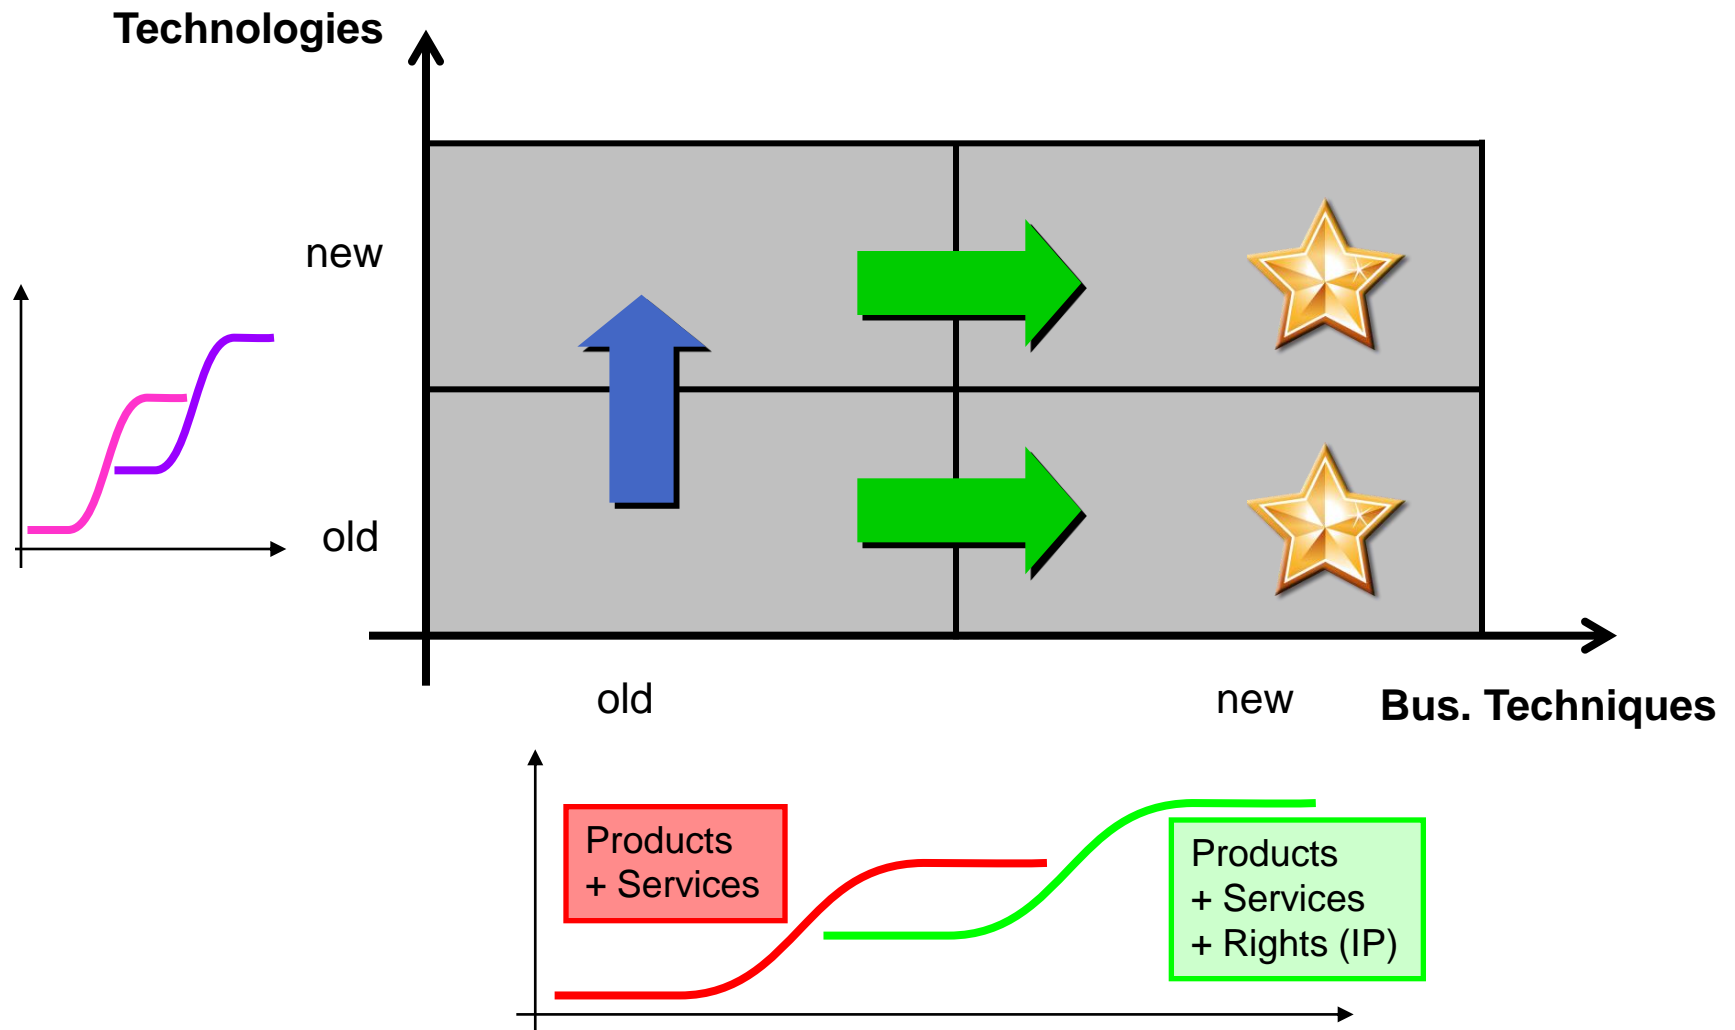 Technologies
new
old
old
new
Bus. Techniques
Products
+ Services
Products
+ Services
+ Rights (IP)